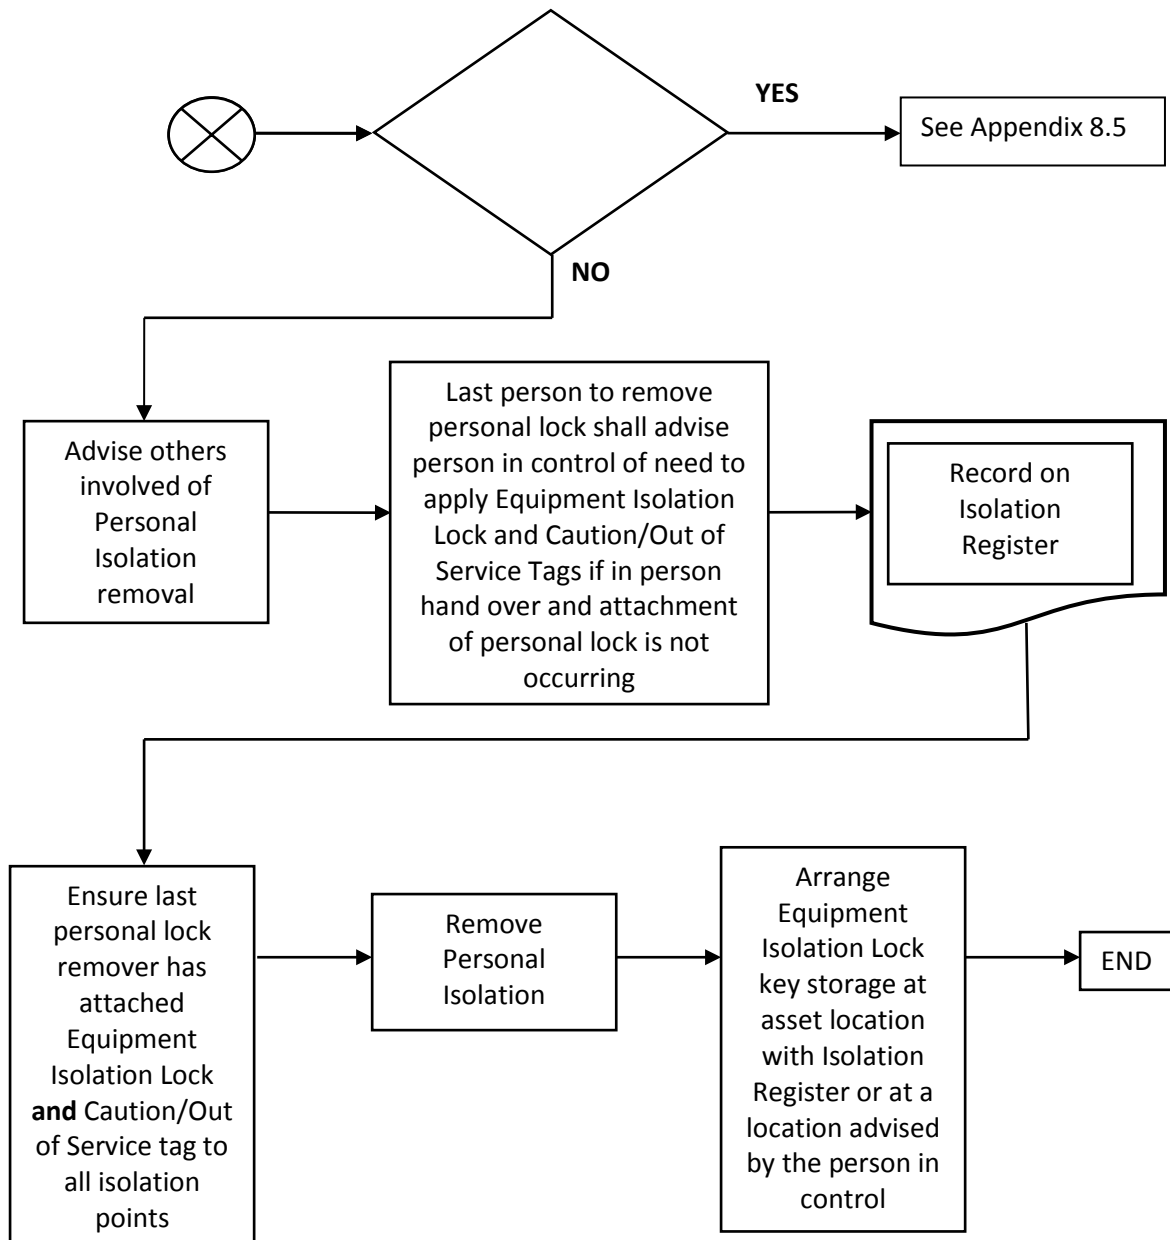 YES
See Appendix 8.5
NO
Advise others
involved of
Personal
Isolation
removal
Last person to remove
personal lock shall advise
person in control of need to
apply Equipment Isolation
Lock and Caution/Out of
Service Tags if in person
hand over and attachment
of personal lock is not
occurring
Record on
Isolation
Register
Ensure last
personal lock
remover has
attached
Equipment
Isolation Lock
and Caution/Out
of Service tag to
all isolation
points
Remove
Personal
Isolation
Arrange
Equipment
Isolation Lock
key storage at
asset location
with Isolation
Register or at a
location advised
by the person in
control
END